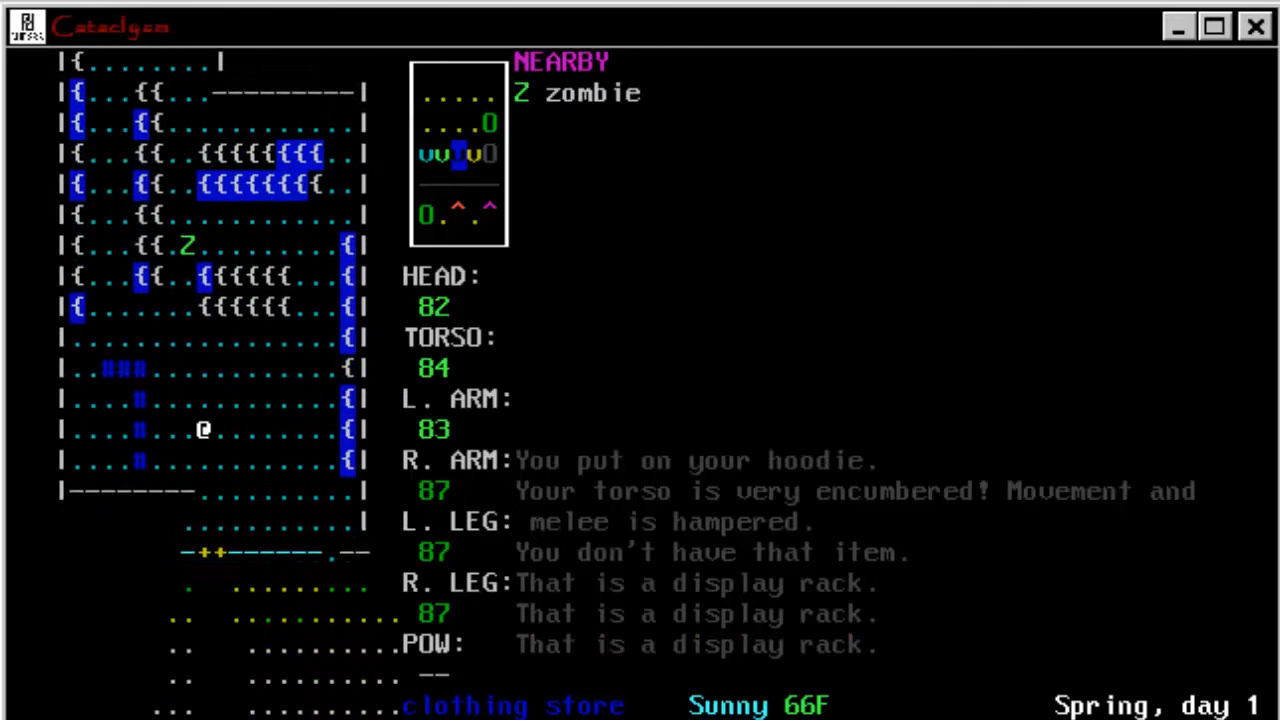 Cataclysm
|{........|
|{...{{...---------|
|{...{{............|
|{...{{..{{{{{{{{..|
|{...{{..{{{{{{{{..|
|{...{{............|
|{...{{.Z.........{|
|{...{{..{{{{{{...{|
|{.......{{{{{{...{|
|.................{|
|..###............{|
|....#............{|
|....#...@........{|
|....#............{|
|--------.........|
..........|
-++------.--
. .........
.. ...........
.. ..........
.. .........
... .........
.....
....O
vv vO
O.^.^
NEARBY
Z zombie
HEAD:
82
TORSO:
84
L. ARM:
83
R. ARM:
87
L. LEG:
87
R. LEG:
87
POW:
--
You put on your hoodie.
Your torso is very encumbered! Movement and
melee is hampered.
You don't have that item.
That is a display rack.
That is a display rack.
That is a display rack.
clothing store Sunny 66F Spring, day 1